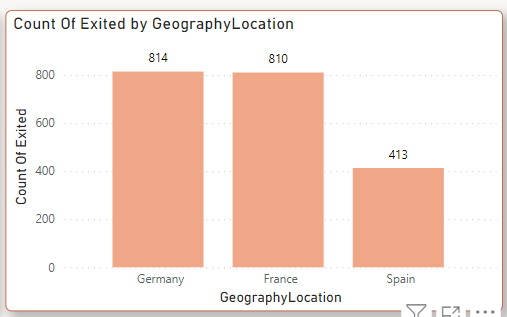 Count Of Exited by GeographyLocation
814
810
413
800
600
400
200
0
Count Of Exited
Germany
France
Spain
GeographyLocation